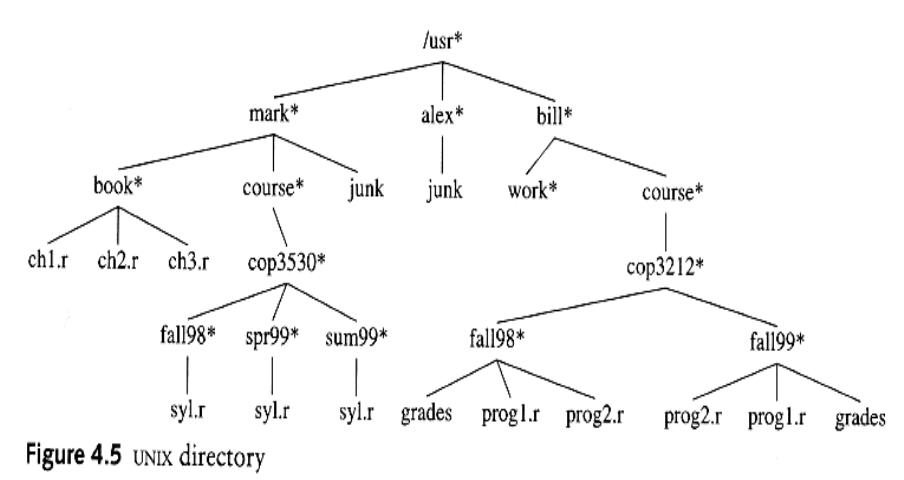 /usr*
mark* alex* bill*
book* course* junk junk work* course*
ch1.r ch2.r ch3.r cop3530* cop3212*
fall98* spr99* sum99* fall98* fall99*
syl.r syl.r syl.r grades prog1.r prog2.r prog2.r prog1.r grades
Figure 4.5 UNIX directory